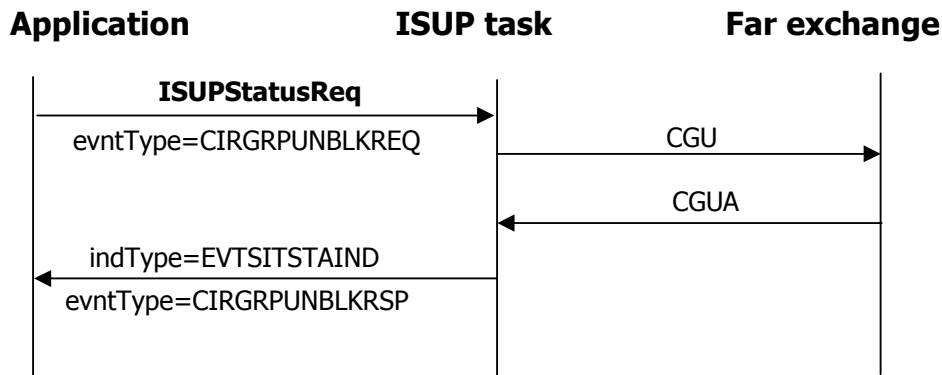 Application ISUP task Far exchange
ISUPStatusReq
evntType=CIRGRPUNBLKREQ
CGU
CGUA
indType=EVTSITSTAIND
evntType=CIRGRPUNBLKRSP